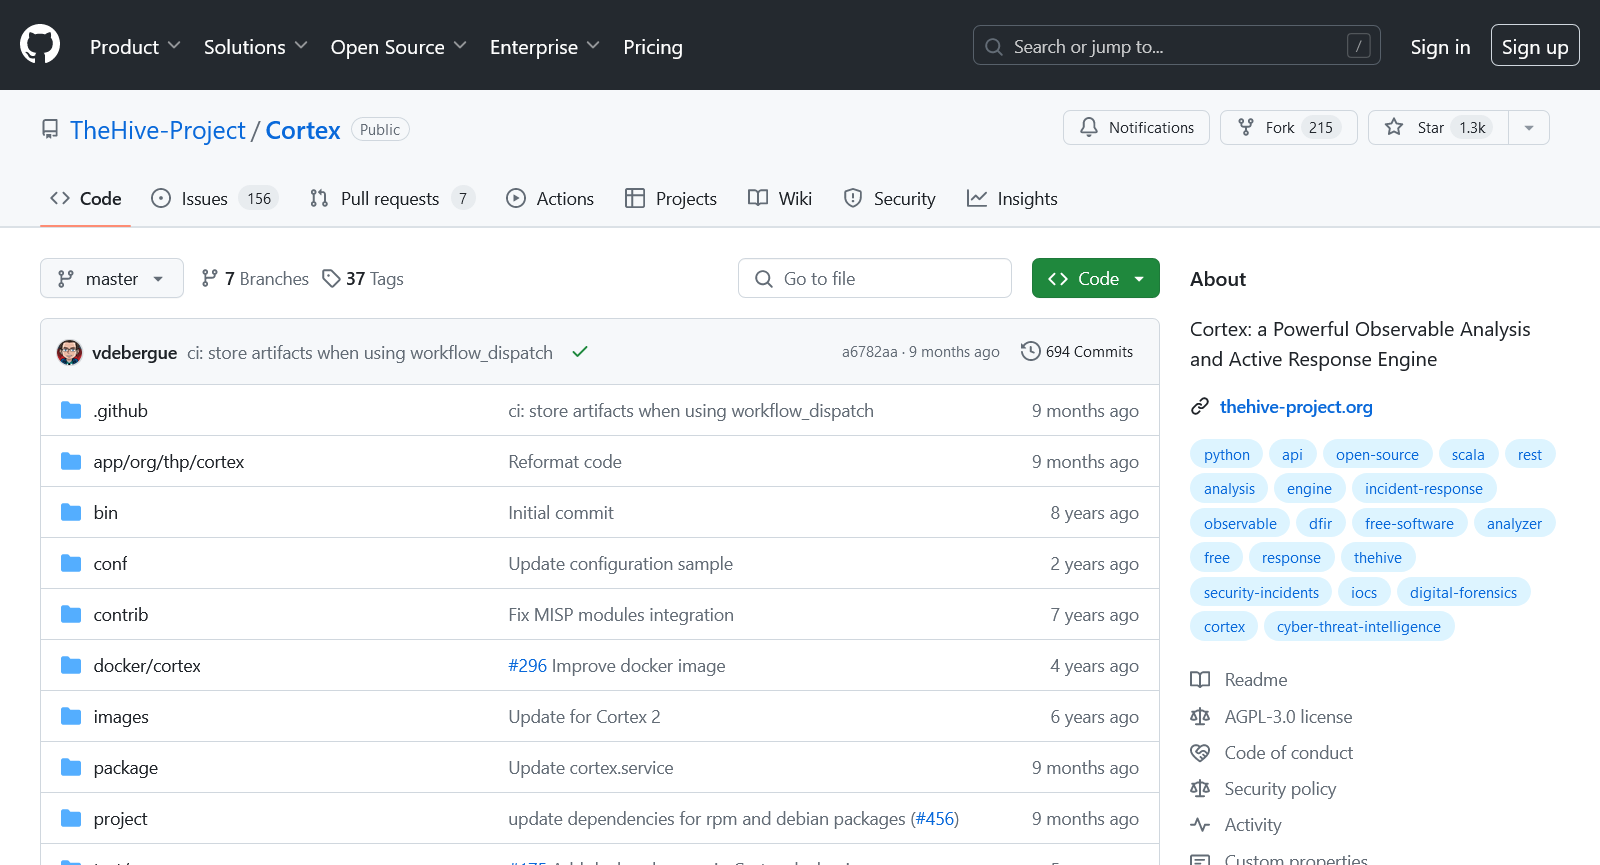 Product Solutions Open Source Enterprise Pricing Search or jump to... / Sign in Sign up
TheHive-Project / Cortex Public Notifications Fork 215 Star 1.3k
Code Issues 156 Pull requests 7 Actions Projects Wiki Security Insights
master 7 Branches 37 Tags Go to file Code
vdebergue ci: store artifacts when using workflow_dispatch a6782aa · 9 months ago 694 Commits
.github ci: store artifacts when using workflow_dispatch 9 months ago
app/org/thp/cortex Reformat code 9 months ago
bin Initial commit 8 years ago
conf Update configuration sample 2 years ago
contrib Fix MISP modules integration 7 years ago
docker/cortex #296 Improve docker image 4 years ago
images Update for Cortex 2 6 years ago
package Update cortex.service 9 months ago
project update dependencies for rpm and debian packages (#456) 9 months ago
About
Cortex: a Powerful Observable Analysis
and Active Response Engine
thehive-project.org
python api open-source scala rest
analysis engine incident-response
observable dfir free-software analyzer
free response thehive
security-incidents iocs digital-forensics
cortex cyber-threat-intelligence
Readme
AGPL-3.0 license
Code of conduct
Security policy
Activity
Custom properties